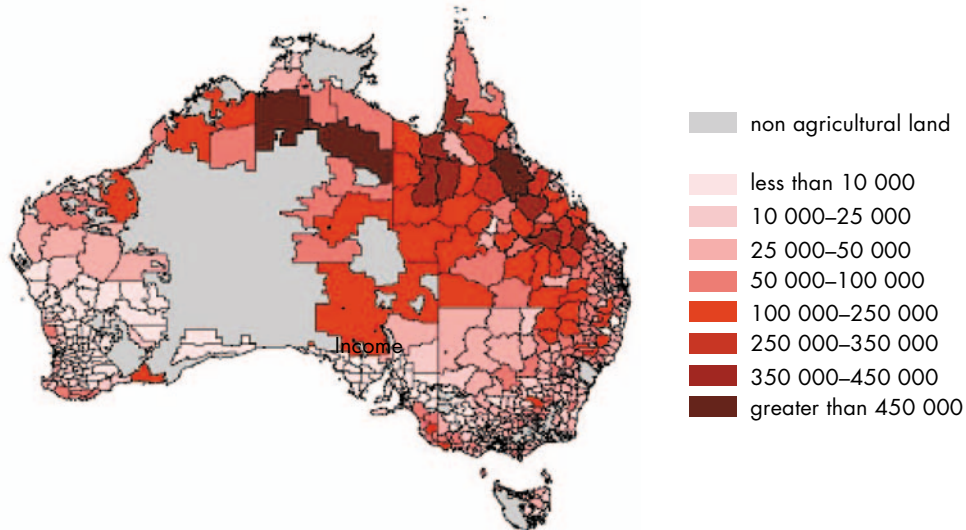 non agricultural land
less than 10 000
10 000–25 000
25 000–50 000
50 000–100 000
100 000–250 000
250 000–350 000
350 000–450 000
greater than 450 000
Income